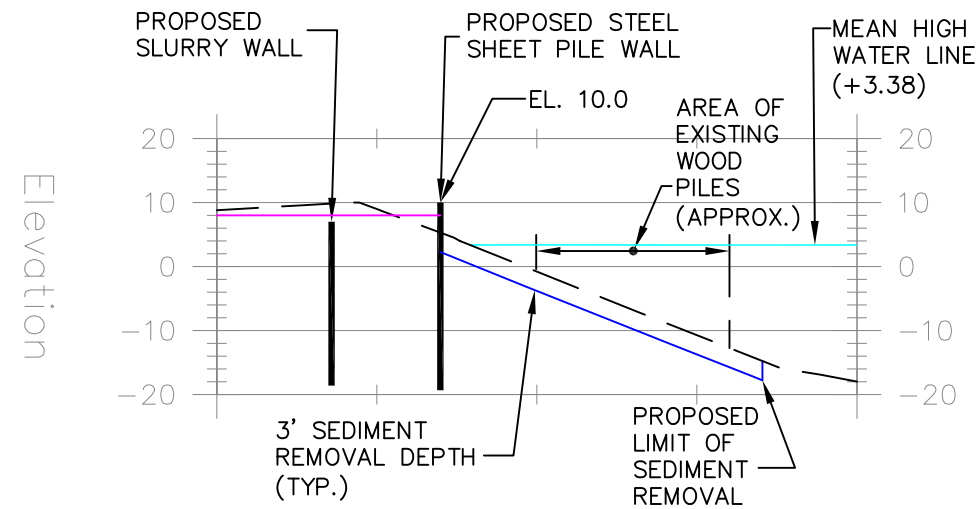 PROPOSED
SLURRY WALL
PROPOSED STEEL
SHEET PILE WALL
EL. 10.0
MEAN HIGH
WATER LINE
(+3.38)
AREA OF
EXISTING
WOOD
PILES
(APPROX.)
Elevation
20
10
0
-10
-20
20
10
0
-10
-20
3' SEDIMENT
REMOVAL DEPTH
(TYP.)
PROPOSED
LIMIT OF
SEDIMENT
REMOVAL